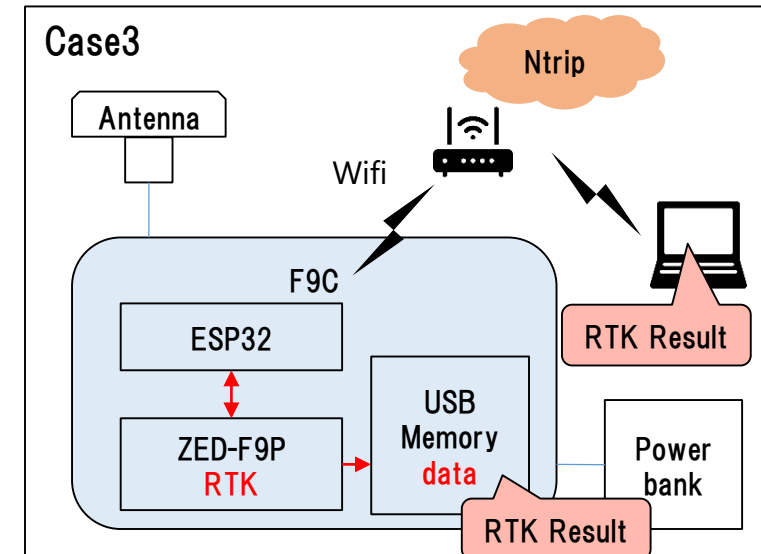 Case3
Ntrip
Antenna
Wifi
F9C
RTK Result
ESP32
USB
Memory
data
ZED-F9P
RTK
Power
bank
RTK Result